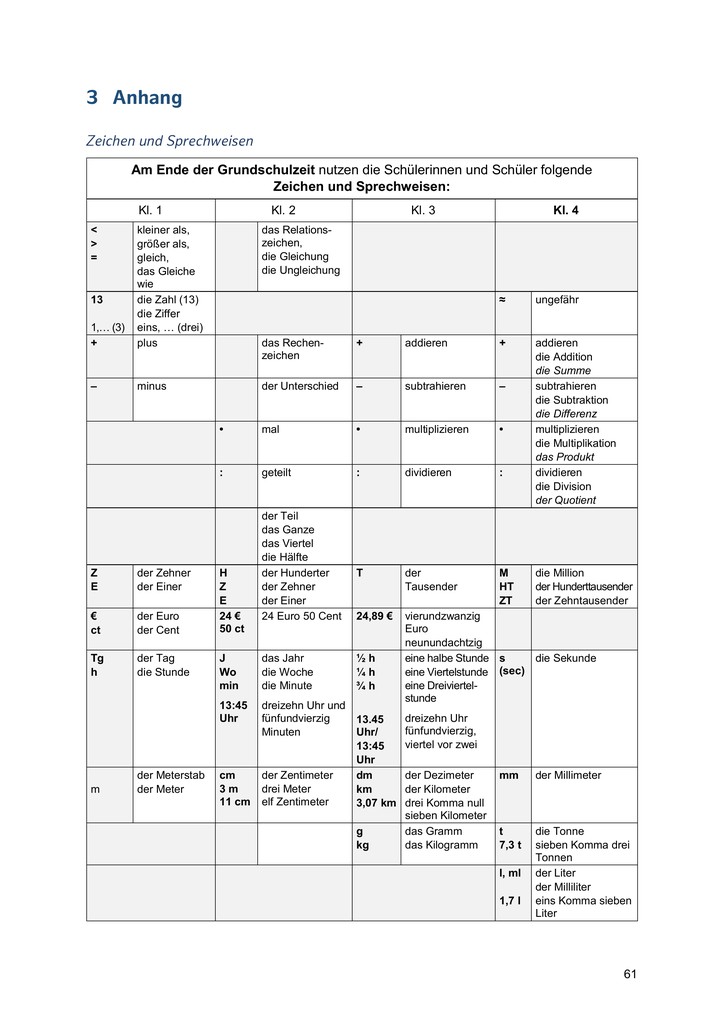 3 Anhang
Zeichen und Sprechweisen
Am Ende der Grundschulzeit nutzen die Schülerinnen und Schüler folgende
Zeichen und Sprechweisen:
Kl. 1 Kl. 2 Kl. 3 Kl. 4
< kleiner als, das Relations-
> größer als, zeichen,
= gleich, die Gleichung
das Gleiche die Ungleichung
wie
13 die Zahl (13) ≈ ungefähr
die Ziffer
1,… (3) eins, … (drei)
+ plus das Rechen- + addieren + addieren
zeichen die Addition
die Summe
– minus der Unterschied – subtrahieren – subtrahieren
die Subtraktion
die Differenz
• mal • multiplizieren • multiplizieren
die Multiplikation
das Produkt
: geteilt : dividieren : dividieren
die Division
der Quotient
der Teil
das Ganze
das Viertel
die Hälfte
Z der Zehner H der Hunderter T der M die Million
E der Einer Z der Zehner Tausender HT der Hunderttausender
E der Einer ZT der Zehntausender
€ der Euro 24 € 24 Euro 50 Cent 24,89 € vierundzwanzig
ct der Cent 50 ct Euro
neunundachtzig
Tg der Tag J das Jahr ½ h eine halbe Stunde s die Sekunde
h die Stunde Wo die Woche ¼ h eine Viertelstunde (sec)
min die Minute ¾ h eine Dreiviertel-
stunde
13:45 dreizehn Uhr und
Uhr fünfundvierzig 13.45 dreizehn Uhr
Minuten Uhr/ fünfundvierzig,
13:45 viertel vor zwei
Uhr
der Meterstab cm der Zentimeter dm der Dezimeter mm der Millimeter
m der Meter 3 m drei Meter km der Kilometer
11 cm elf Zentimeter 3,07 km drei Komma null
sieben Kilometer
g das Gramm t die Tonne
kg das Kilogramm 7,3 t sieben Komma drei
Tonnen
l, ml der Liter
der Milliliter
1,7 l eins Komma sieben
Liter
61